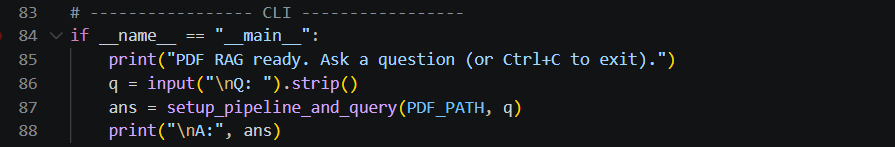 83 # ---------------- CLI ----------------
84 if __name__ == "__main__":
85     print("PDF RAG ready. Ask a question (or Ctrl+C to exit).")
86     q = input("\nQ: ").strip()
87     ans = setup_pipeline_and_query(PDF_PATH, q)
88     print("\nA:", ans)